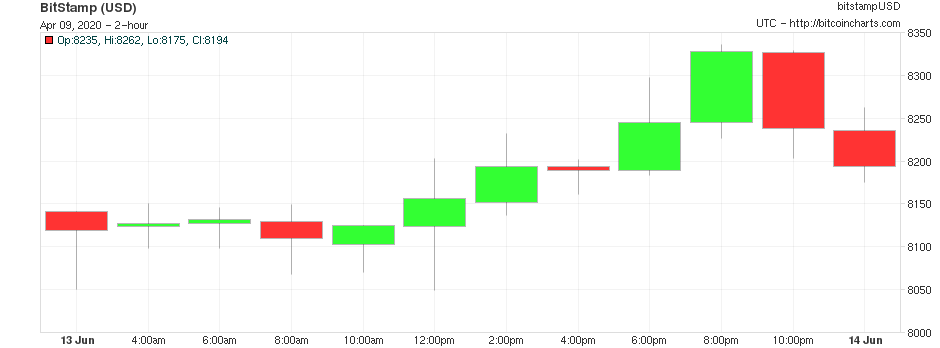 BitStamp (USD)
bitstampUSD
Apr 09, 2020 - 2-hour
UTC - http://bitcoincharts.com
Op:8235, Hi:8262, Lo:8175, Cl:8194
8350
8300
8250
8200
8150
8100
8050
8000
13 Jun 4:00am 6:00am 8:00am 10:00am 12:00pm 2:00pm 4:00pm 6:00pm 8:00pm 10:00pm 14 Jun